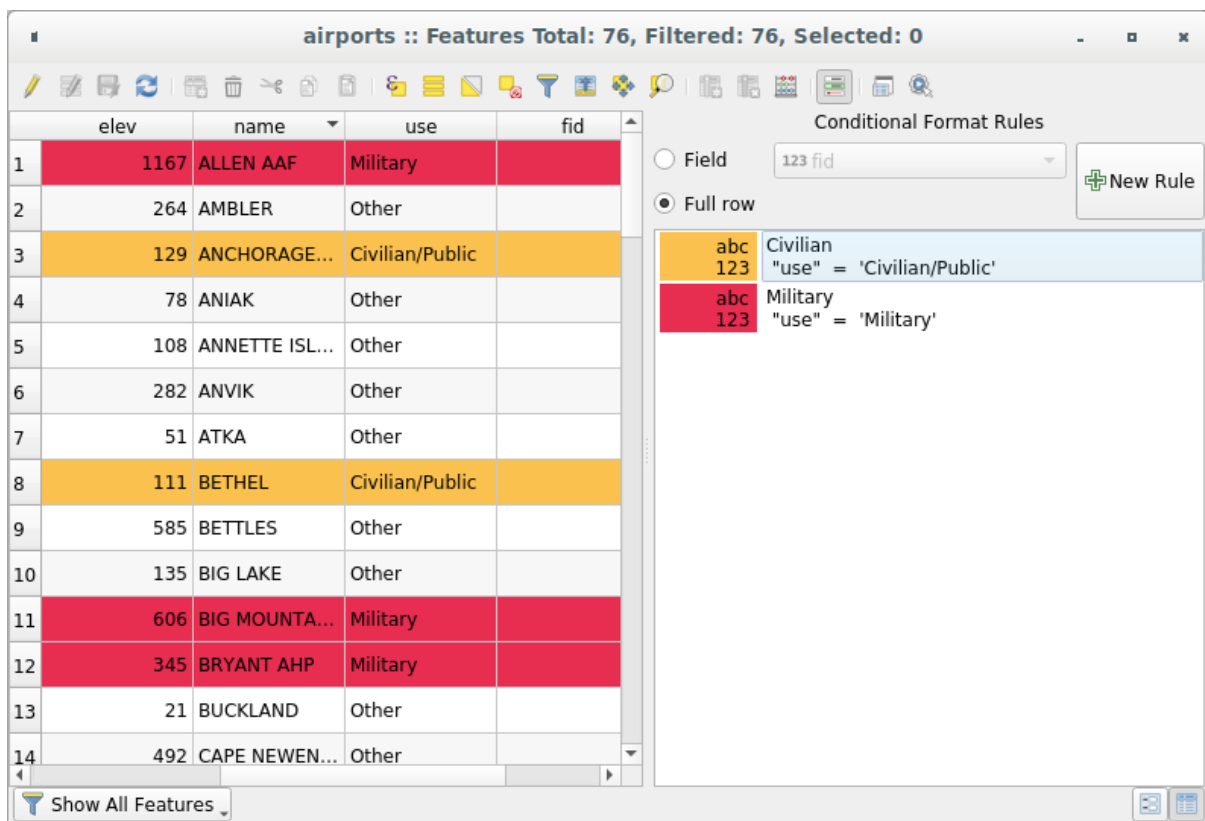 airports :: Features Total: 76, Filtered: 76, Selected: 0
elev name use fid
1 1167 ALLEN AAF Military
2 264 AMBLER Other
3 129 ANCHORAGE... Civilian/Public
4 78 ANIAK Other
5 108 ANNETTE ISL... Other
6 282 ANVIK Other
7 51 ATKA Other
8 111 BETHEL Civilian/Public
9 585 BETTLES Other
10 135 BIG LAKE Other
11 606 BIG MOUNTA... Military
12 345 BRYANT AHP Military
13 21 BUCKLAND Other
14 492 CAPE NEWEN... Other
Show All Features
Conditional Format Rules
Field 123 fid
Full row
New Rule
abc Civilian
123 "use" = 'Civilian/Public'
abc Military
123 "use" = 'Military'